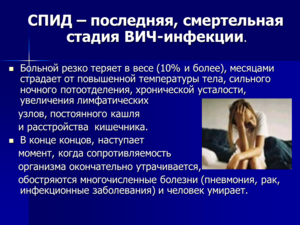 СПИД – последняя, смертельная
стадия ВИЧ-инфекции.
Больной резко теряет в весе (10% и более), месяцами
страдает от повышенной температуры тела, сильного
ночного потоотделения, хронической усталости,
увеличения лимфатических
узлов, постоянного кашля
и расстройства кишечника.
В конце концов, наступает
момент, когда сопротивляемость
организма окончательно утрачивается,
обостряются многочисленные болезни (пневмония, рак,
инфекционные заболевания) и человек умирает.